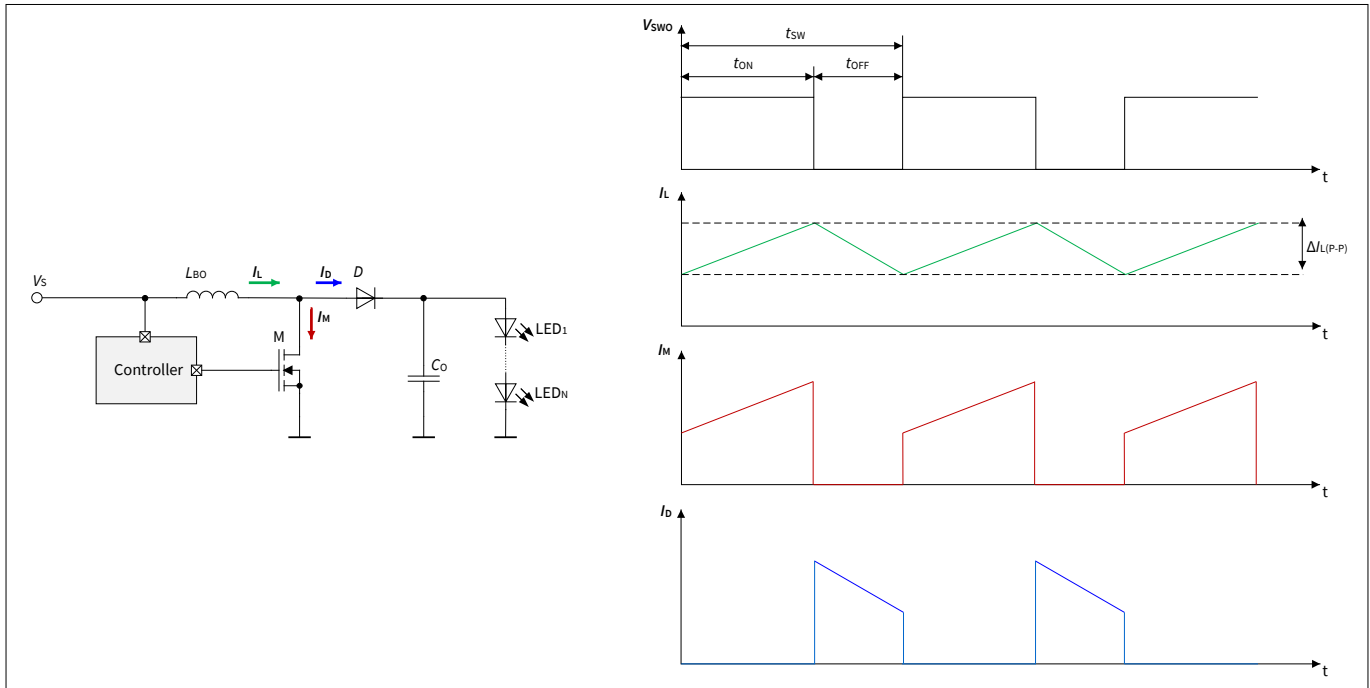 VS
LBO
IL
ID
D
IM
M
Controller
CO
LED1
LEDN
VSWO
tSW
tON
tOFF
t
IL
ΔIL(P-P)
t
IM
t
ID
t